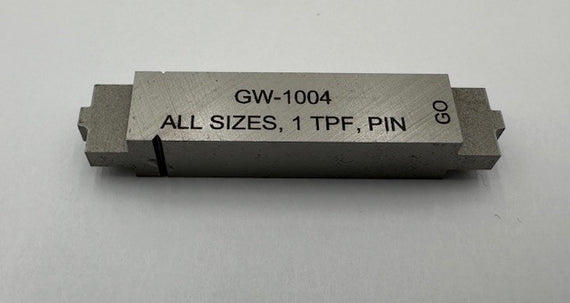 GW-1004
ALL SIZES, 1 TPF, PIN
GO